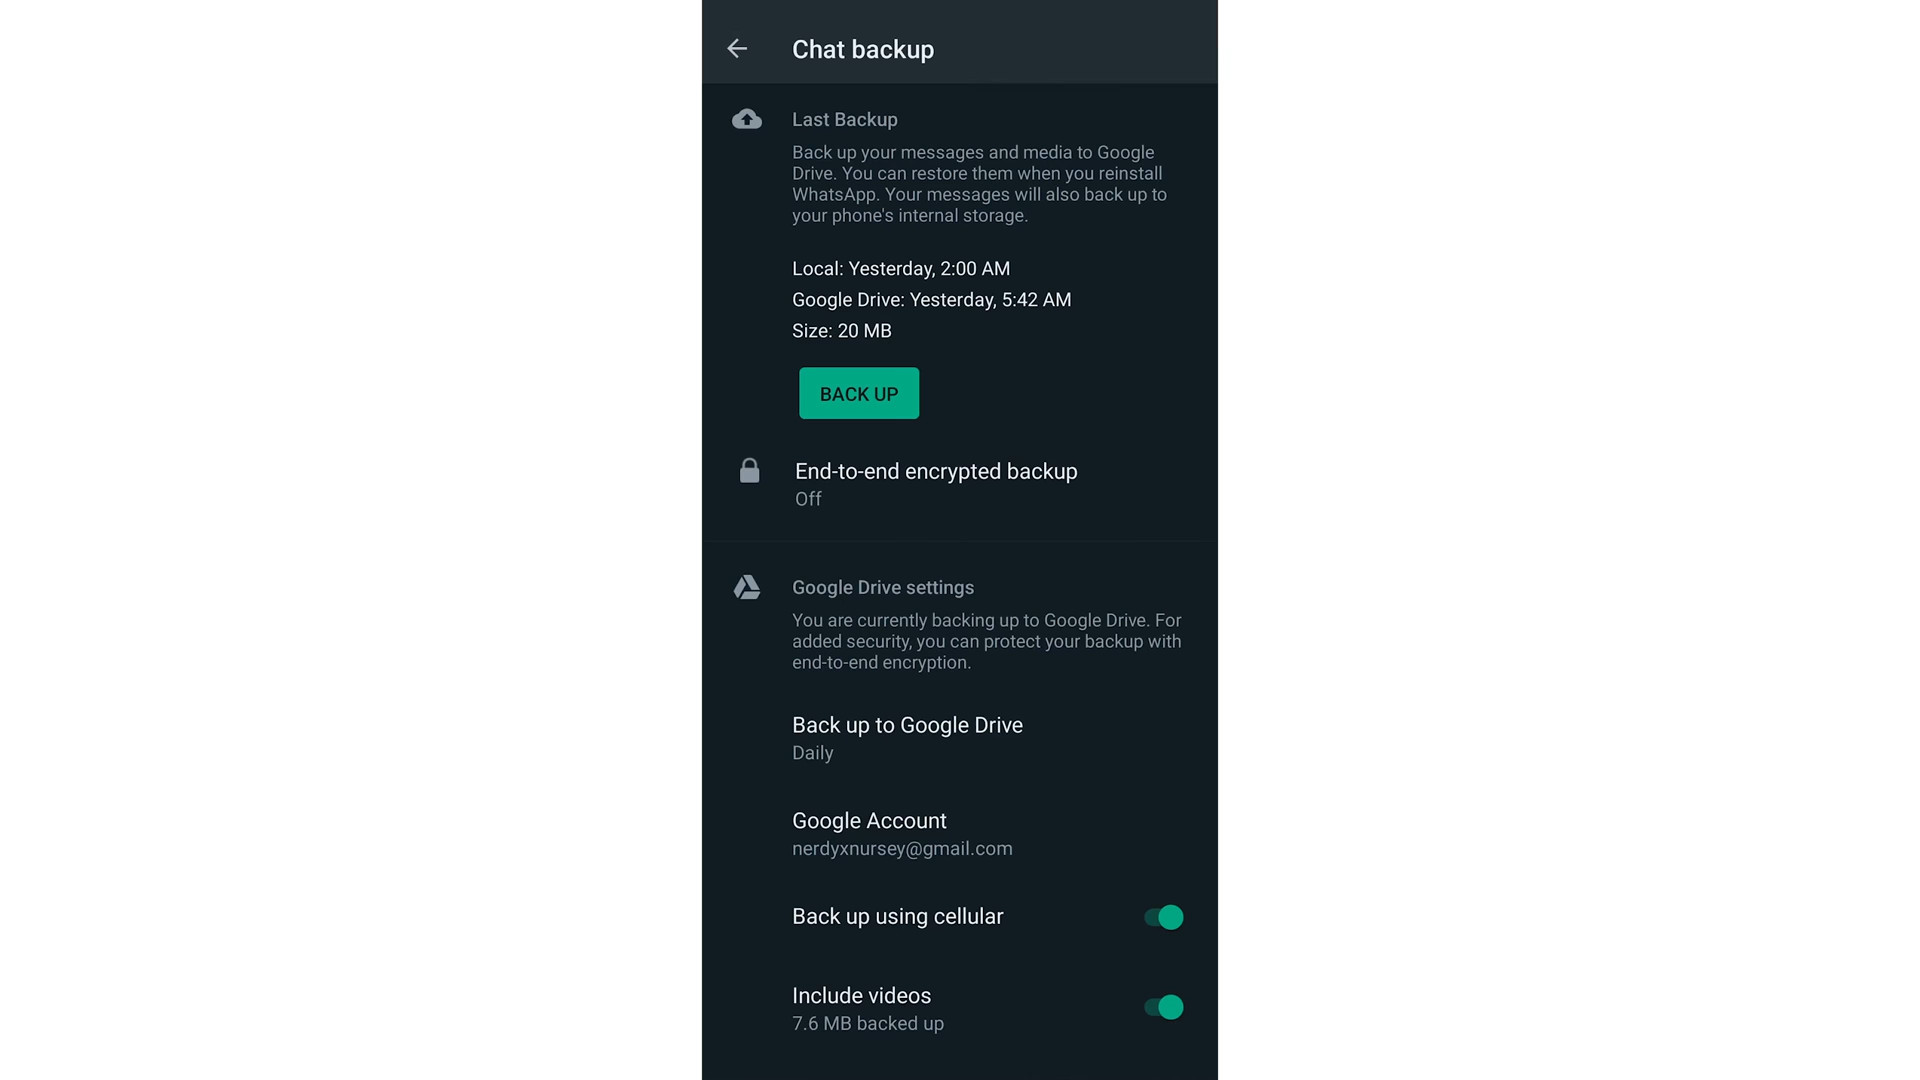 Chat backup
Last Backup
Back up your messages and media to Google
Drive. You can restore them when you reinstall
WhatsApp. Your messages will also back up to
your phone's internal storage.
Local: Yesterday, 2:00 AM
Google Drive: Yesterday, 5:42 AM
Size: 20 MB
BACK UP
End-to-end encrypted backup
Off
Google Drive settings
You are currently backing up to Google Drive. For
added security, you can protect your backup with
end-to-end encryption.
Back up to Google Drive
Daily
Google Account
nerdyxnursey@gmail.com
Back up using cellular
Include videos
7.6 MB backed up